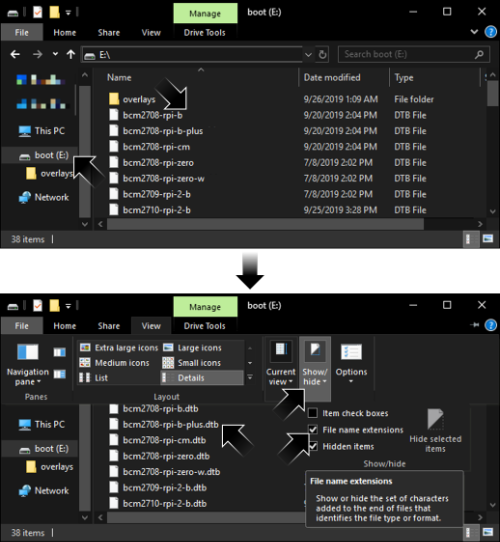 Manage
boot (E:)
File
Home
Share
View
Drive Tools
E:\
Search boot (E:)
Name
Date modified
Type
overlays
9/26/2019 1:09 AM
File folder
bcm2708-rpi-b
9/20/2019 2:04 PM
DTB File
This PC
bcm2708-rpi-b-plus
9/20/2019 2:04 PM
DTB File
boot (E:)
bcm2708-rpi-cm
9/20/2019 2:04 PM
DTB File
bcm2708-rpi-zero
7/8/2019 2:02 PM
DTB File
overlays
bcm2708-rpi-zero-w
7/8/2019 2:02 PM
DTB File
Network
bcm2709-rpi-2-b
7/8/2019 2:02 PM
DTB File
bcm2710-rpi-2-b
9/25/2019 3:28 PM
DTB File
38 items
Manage
boot (E:)
File
Home
Share
View
Drive Tools
Navigation
pane
Panes
Extra large icons
Large icons
Medium icons
Small icons
List
Details
Layout
Current
view
Show/
hide
Options
Item check boxes
File name extensions
Hidden items
Hide selected
items
Show/hide
This PC
boot (E:)
overlays
Network
bcm2708-rpi-b.dtb
bcm2708-rpi-b-plus.dtb
bcm2708-rpi-cm.dtb
bcm2708-rpi-zero.dtb
bcm2708-rpi-zero-w.dtb
bcm2709-rpi-2-b.dtb
bcm2710-rpi-2-b.dtb
File name extensions
Show or hide the set of characters
added to the end of files that
identifies the file type or format.
38 items